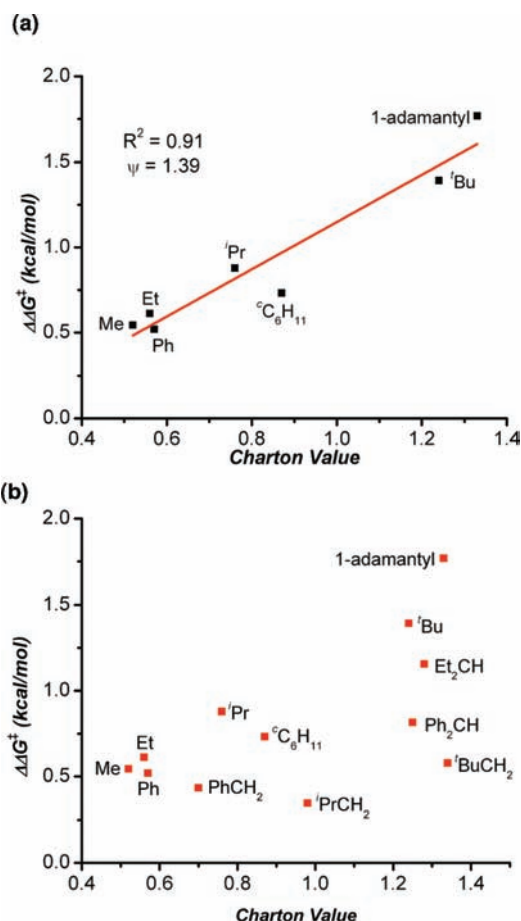 (a)
2.0
1.5
1.0
0.5
0.0
ΔΔG‡ (kcal/mol)
R² = 0.91
ψ = 1.39
1-adamantyl
ᵗBu
ⁱPr
ᶜC₆H₁₁
Et
Me
Ph
0.4 0.6 0.8 1.0 1.2 1.4
Charton Value
(b)
2.0
1.5
1.0
0.5
0.0
ΔΔG‡ (kcal/mol)
1-adamantyl
ᵗBu
Et₂CH
ⁱPr
Ph₂CH
ᶜC₆H₁₁
Et
Me
ᵗBuCH₂
Ph
PhCH₂
ⁱPrCH₂
0.4 0.6 0.8 1.0 1.2 1.4
Charton Value